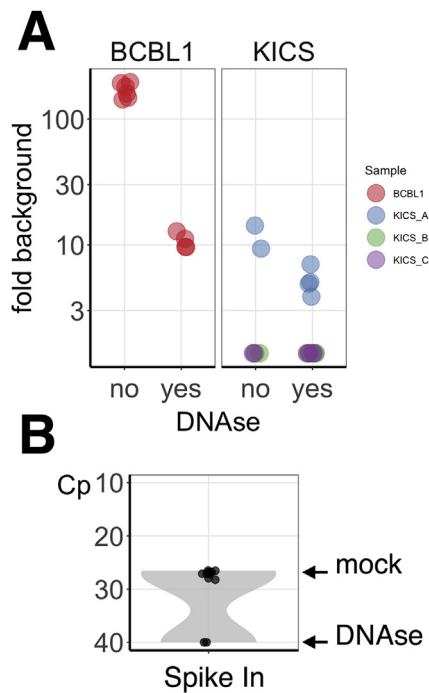 A
BCBL1 KICS
fold background
100
30
10
3
no yes no yes
DNAse
Sample
BCBL1
KICS_A
KICS_B
KICS_C
B
Cp
10
20
30
40
mock
DNAse
Spike In